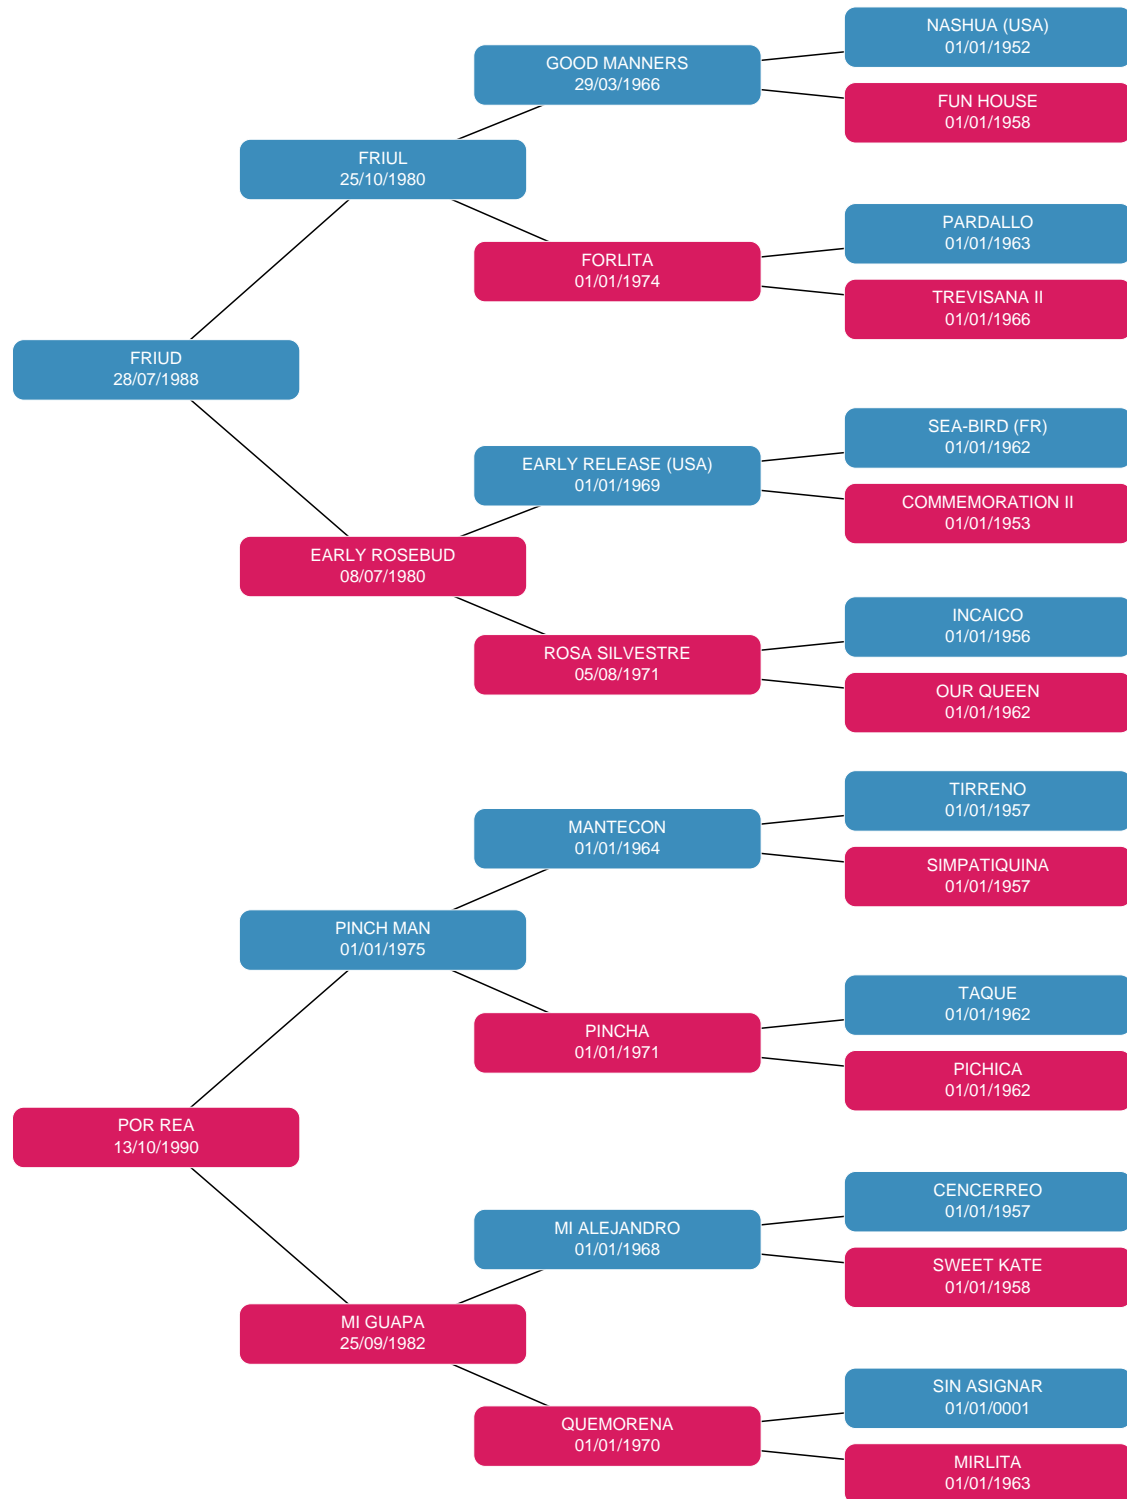 NASHUA (USA)
01/01/1952
GOOD MANNERS
29/03/1966
FUN HOUSE
01/01/1958
FRIUL
25/10/1980
PARDALLO
01/01/1963
FORLITA
01/01/1974
TREVISANA II
01/01/1966
FRIUD
28/07/1988
SEA-BIRD (FR)
01/01/1962
EARLY RELEASE (USA)
01/01/1969
COMMEMORATION II
01/01/1953
EARLY ROSEBUD
08/07/1980
INCAICO
01/01/1956
ROSA SILVESTRE
05/08/1971
OUR QUEEN
01/01/1962
TIRRENO
01/01/1957
MANTECON
01/01/1964
SIMPATIQUINA
01/01/1957
PINCH MAN
01/01/1975
TAQUE
01/01/1962
PINCHA
01/01/1971
PICHICA
01/01/1962
POR REA
13/10/1990
CENCERREO
01/01/1957
MI ALEJANDRO
01/01/1968
SWEET KATE
01/01/1958
MI GUAPA
25/09/1982
SIN ASIGNAR
01/01/0001
QUEMORENA
01/01/1970
MIRLITA
01/01/1963